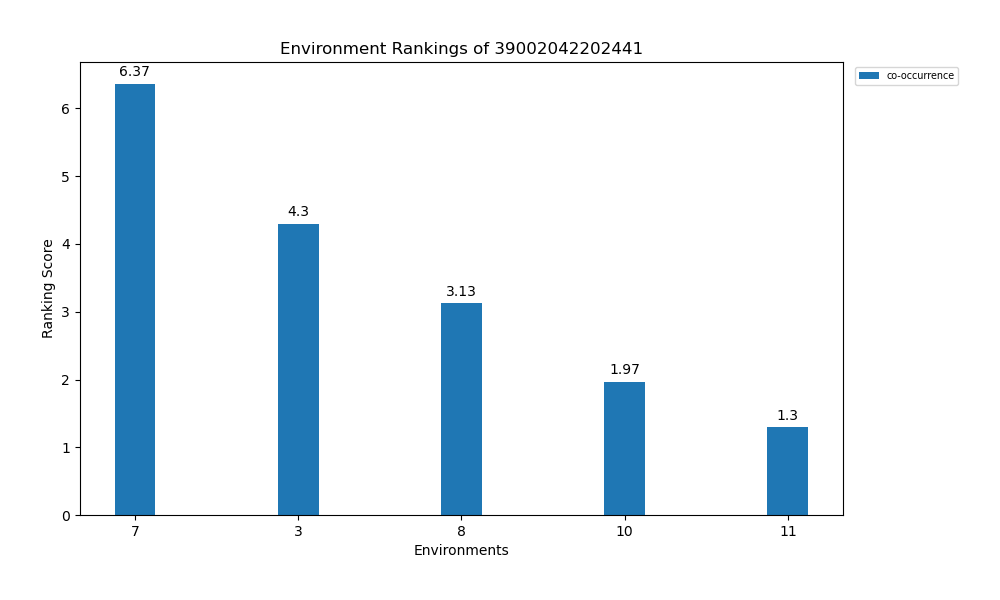 Environment Rankings of 39002042202441
co-occurrence
6.37
4.3
3.13
1.97
1.3
Ranking Score
6
5
4
3
2
1
0
7 3 8 10 11
Environments